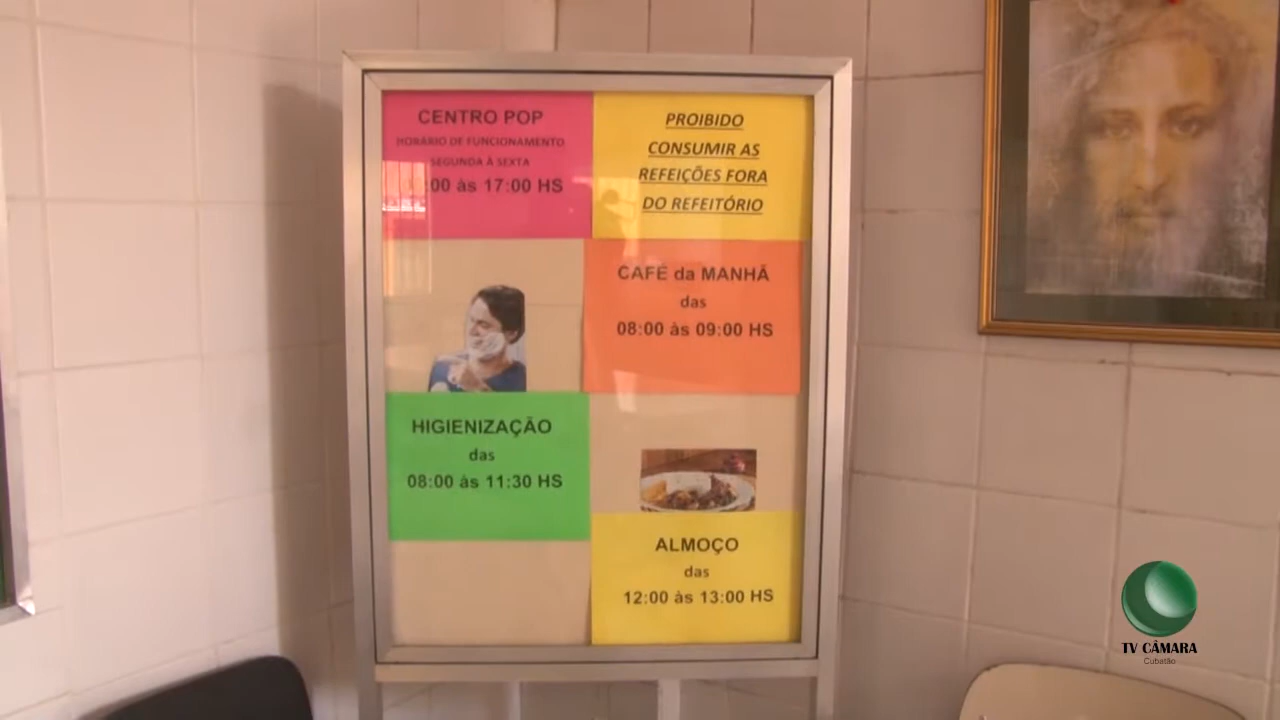 CENTRO POP
HORÁRIO DE FUNCIONAMENTO
SEGUNDA À SEXTA
:00 às 17:00 HS
PROIBIDO
CONSUMIR AS
REFEIÇÕES FORA
DO REFEITÓRIO
CAFÉ da MANHÃ
das
08:00 às 09:00 HS
HIGIENIZAÇÃO
das
08:00 às 11:30 HS
ALMOÇO
das
12:00 às 13:00 HS
TV CÂMARA
Cubatão